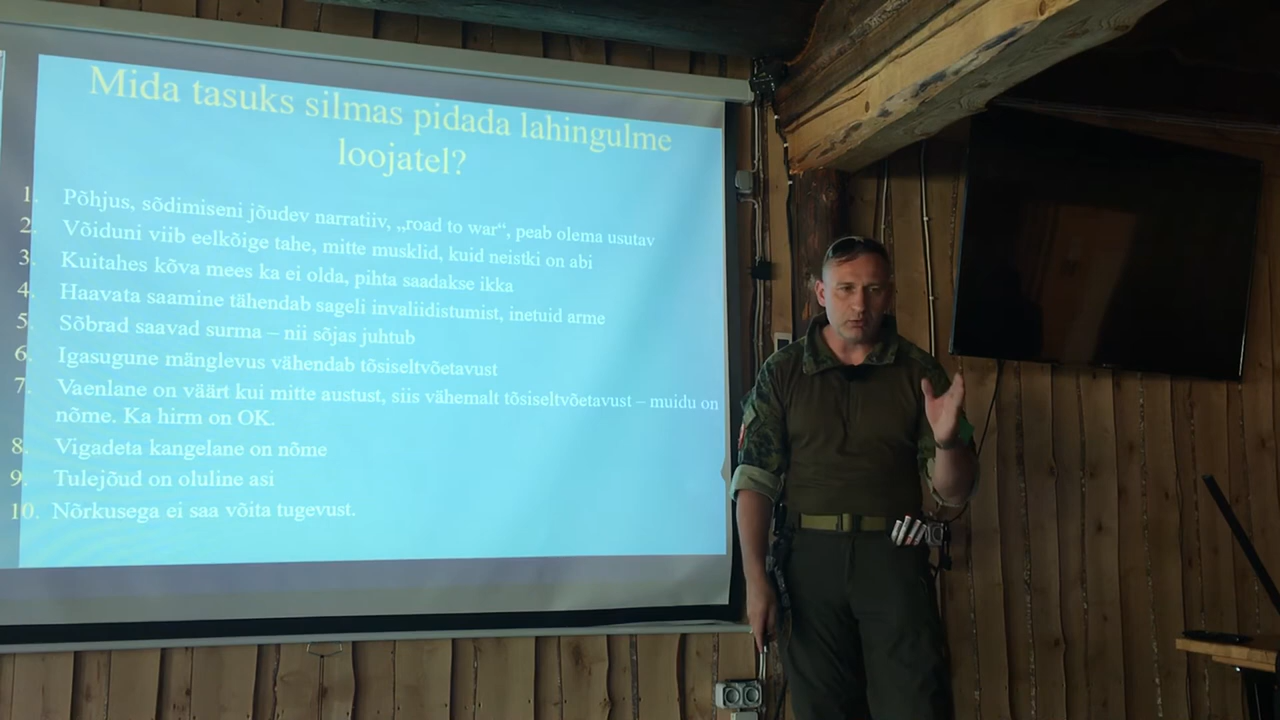 Mida tasuks silmas pidada lahingulme
loojatel?
1. Põhjus, sõdimiseni jõudev narratiiv, „road to war“, peab olema usutav
2. Võiduni viib eelkõige tahe, mitte musklid, kuid neistki on abi
3. Kuitahes kõva mees ka ei olda, pihta saadakse ikka
4. Haavata saamine tähendab sageli invaliidistumist, inetuid arme
5. Sõbrad saavad surma – nii sõjas juhtub
6. Igasugune mänglevus vähendab tõsiseltvõetavust
7. Vaenlane on väärt kui mitte austust, siis vähemalt tõsiseltvõetavust – muidu on
nõme. Ka hirm on OK.
8. Vigadeta kangelane on nõme
9. Tulejõud on oluline asi
10. Nõrkusega ei saa võita tugevust.